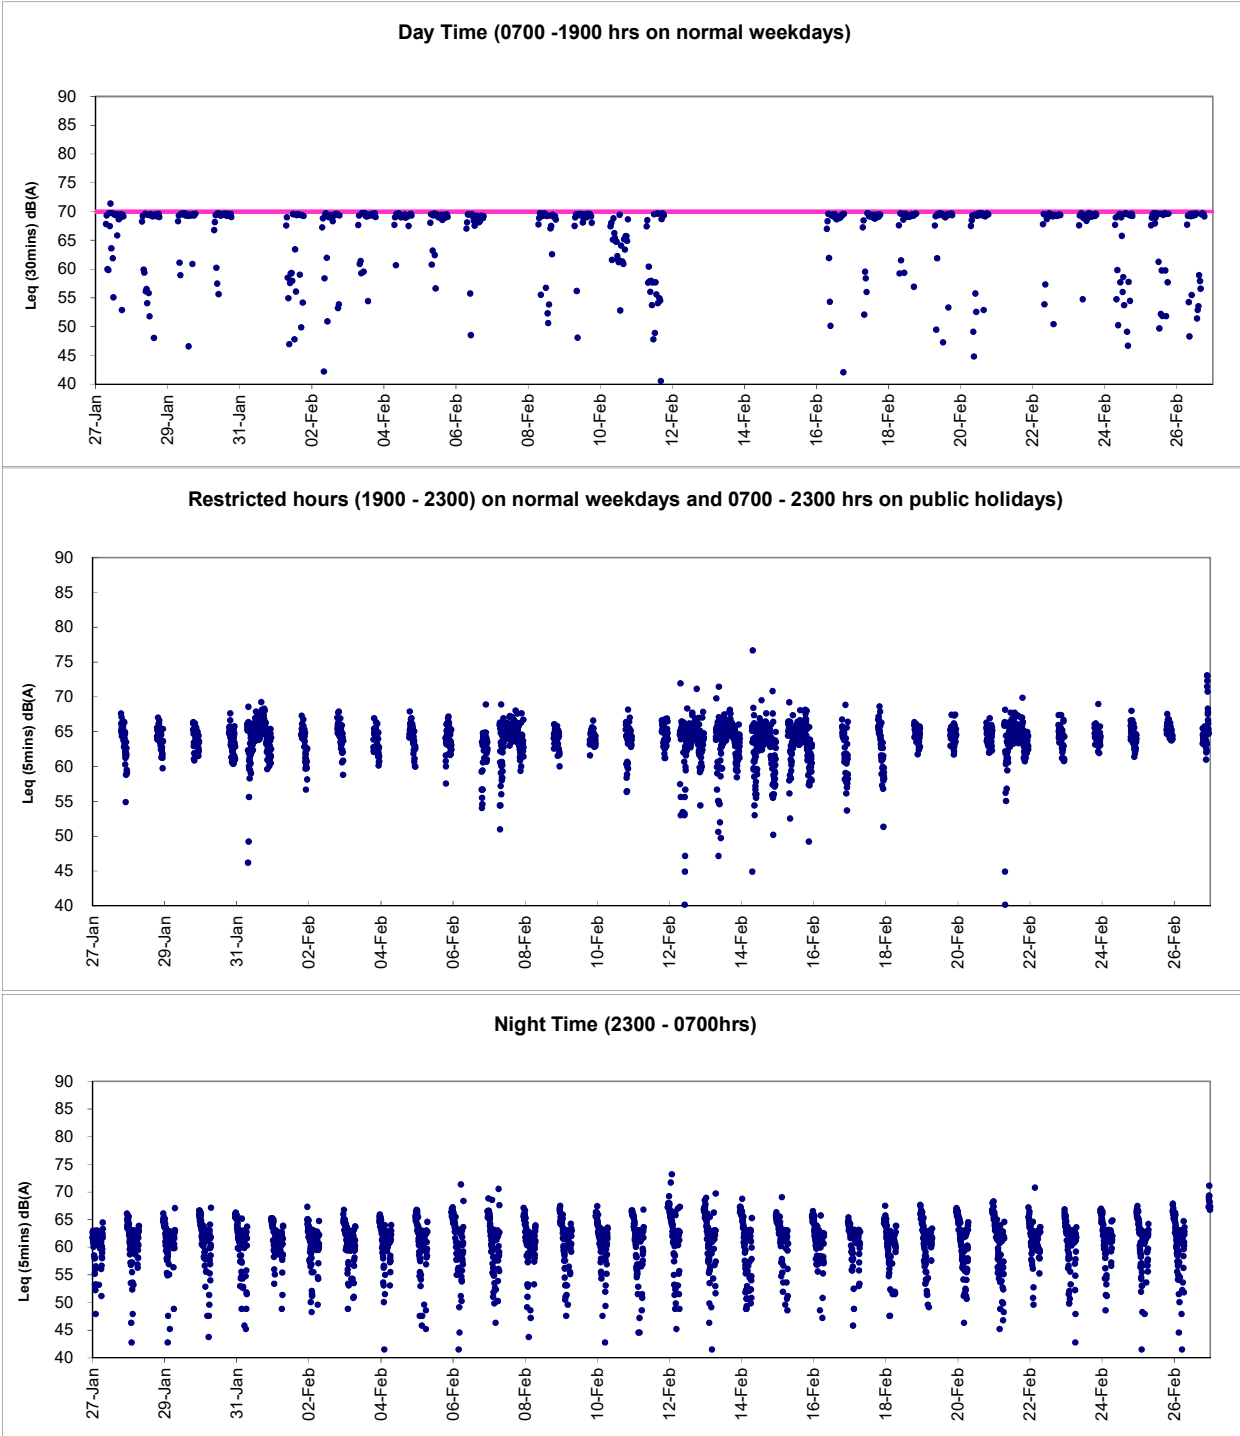 Day Time (0700 -1900 hrs on normal weekdays)
Leq (30mins) dB(A)
90
85
80
75
70
65
60
55
50
45
40
27-Jan
29-Jan
31-Jan
02-Feb
04-Feb
06-Feb
08-Feb
10-Feb
12-Feb
14-Feb
16-Feb
18-Feb
20-Feb
22-Feb
24-Feb
26-Feb
Restricted hours (1900 - 2300) on normal weekdays and 0700 - 2300 hrs on public holidays)
Leq (5mins) dB(A)
90
85
80
75
70
65
60
55
50
45
40
27-Jan
29-Jan
31-Jan
02-Feb
04-Feb
06-Feb
08-Feb
10-Feb
12-Feb
14-Feb
16-Feb
18-Feb
20-Feb
22-Feb
24-Feb
26-Feb
Night Time (2300 - 0700hrs)
Leq (5mins) dB(A)
90
85
80
75
70
65
60
55
50
45
40
27-Jan
29-Jan
31-Jan
02-Feb
04-Feb
06-Feb
08-Feb
10-Feb
12-Feb
14-Feb
16-Feb
18-Feb
20-Feb
22-Feb
24-Feb
26-Feb